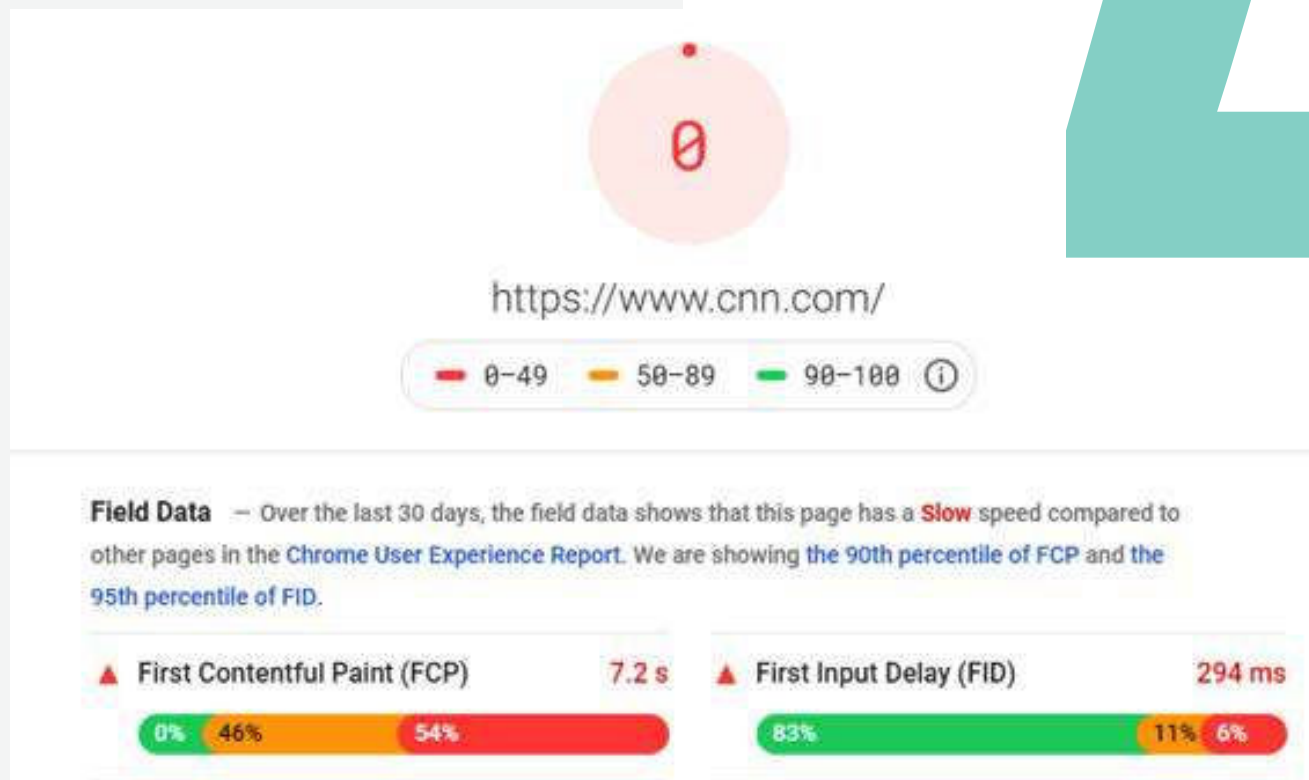 0
https://www.cnn.com/
0–49 50–89 90–100
Field Data — Over the last 30 days, the field data shows that this page has a Slow speed compared to
other pages in the Chrome User Experience Report. We are showing the 90th percentile of FCP and the
95th percentile of FID.
First Contentful Paint (FCP) 7.2 s
0% 46% 54%
First Input Delay (FID) 294 ms
83% 11% 6%